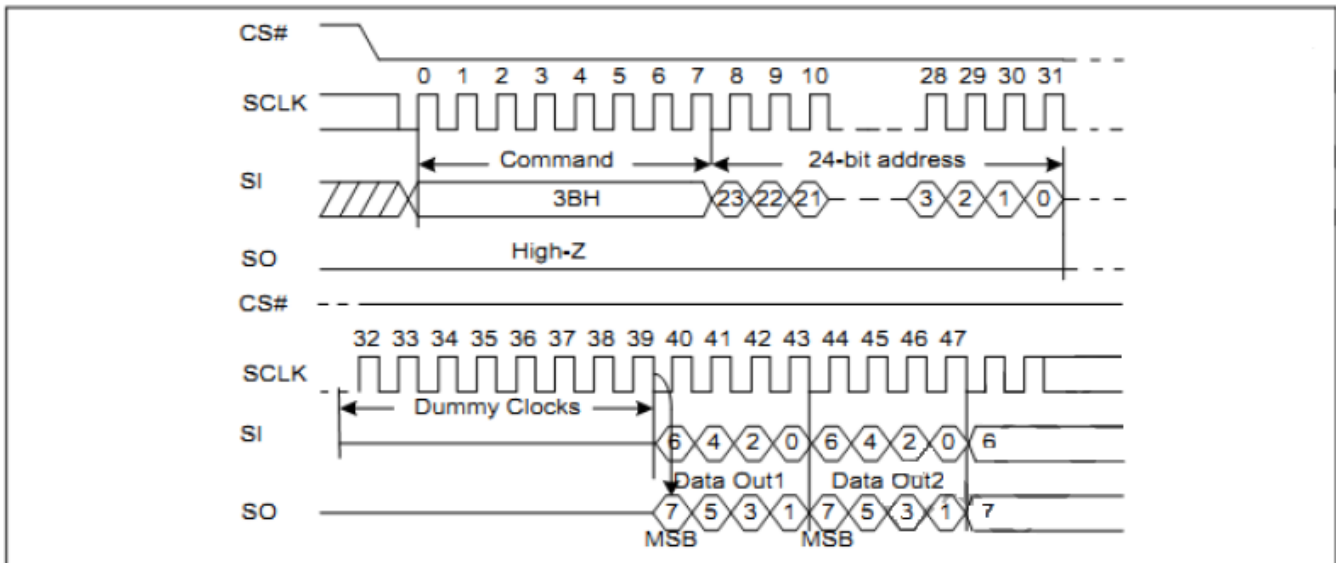 CS#
0 1 2 3 4 5 6 7 8 9 10 28 29 30 31
SCLK
Command 24-bit address
SI
3BH 23 22 21 3 2 1 0
High-Z
SO
CS#
32 33 34 35 36 37 38 39 40 41 42 43 44 45 46 47
SCLK
Dummy Clocks
SI
6 4 2 0 6 4 2 0 6
Data Out1 Data Out2
SO
7 5 3 1 7 5 3 1 7
MSB MSB